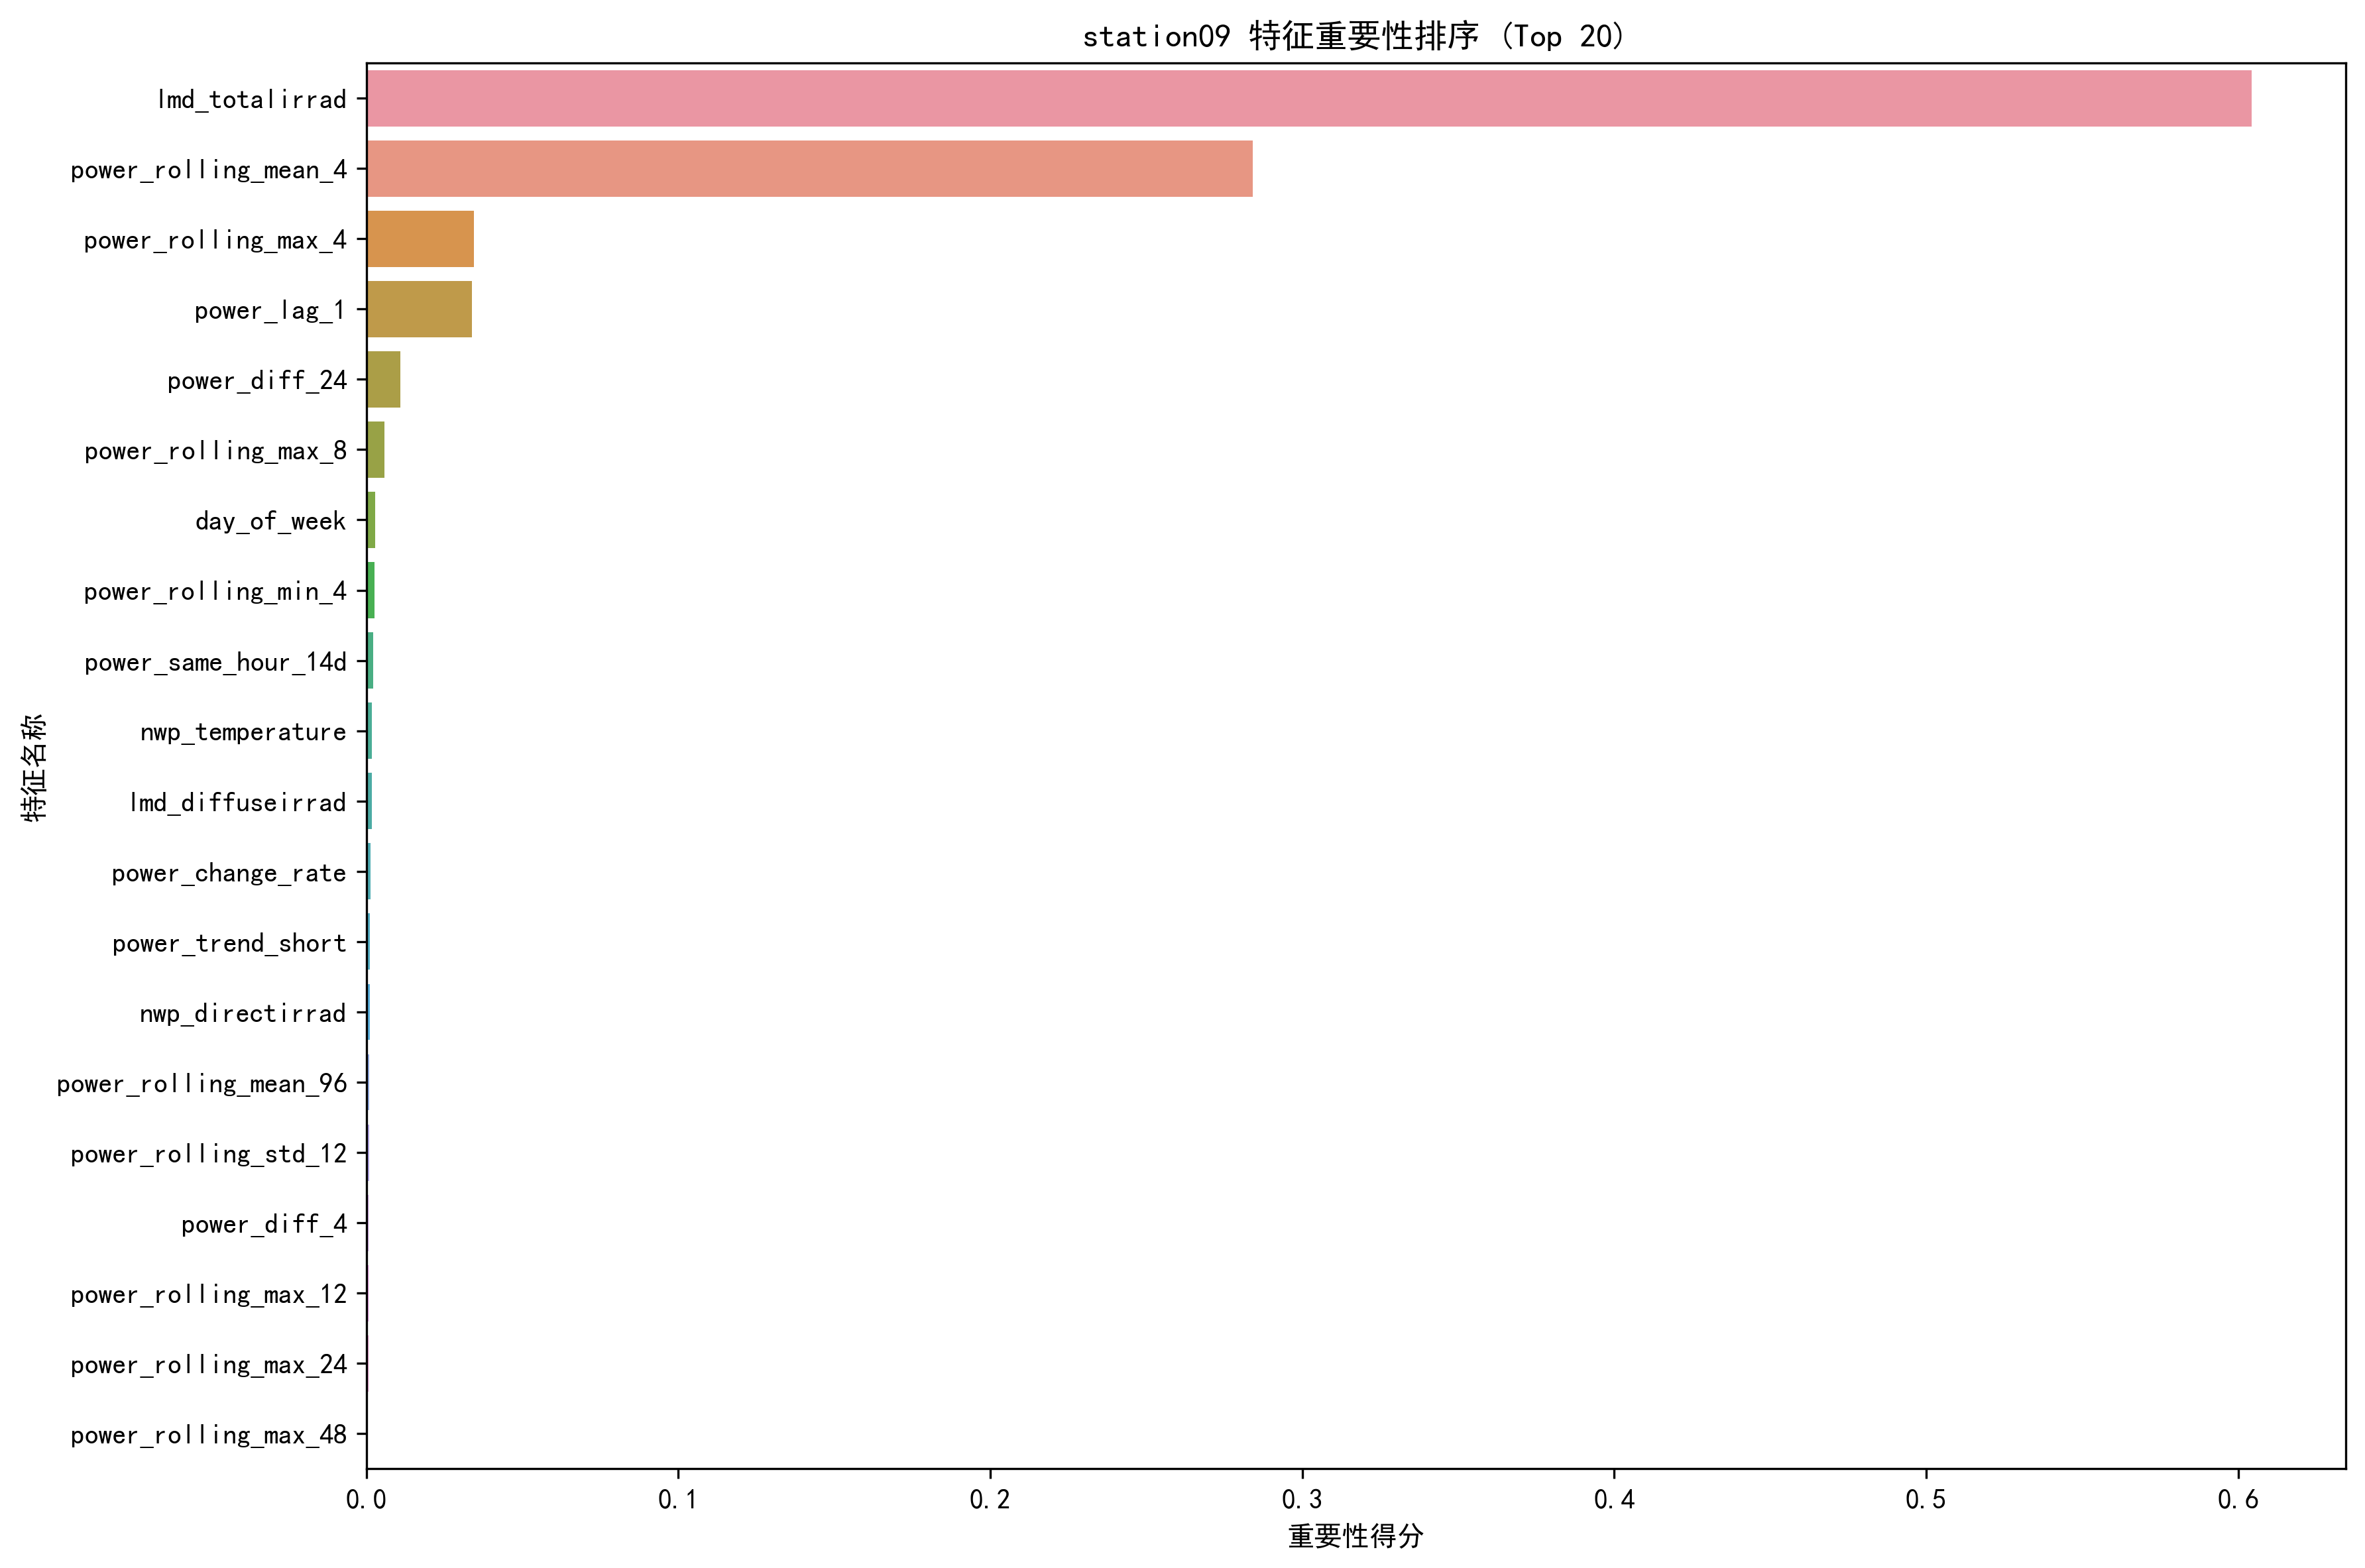 station09 特征重要性排序 (Top 20)
lmd_totalirrad
power_rolling_mean_4
power_rolling_max_4
power_lag_1
power_diff_24
power_rolling_max_8
day_of_week
power_rolling_min_4
power_same_hour_14d
nwp_temperature
lmd_diffuseirrad
power_change_rate
power_trend_short
nwp_directirrad
power_rolling_mean_96
power_rolling_std_12
power_diff_4
power_rolling_max_12
power_rolling_max_24
power_rolling_max_48
特征名称
0.0 0.1 0.2 0.3 0.4 0.5 0.6
重要性得分